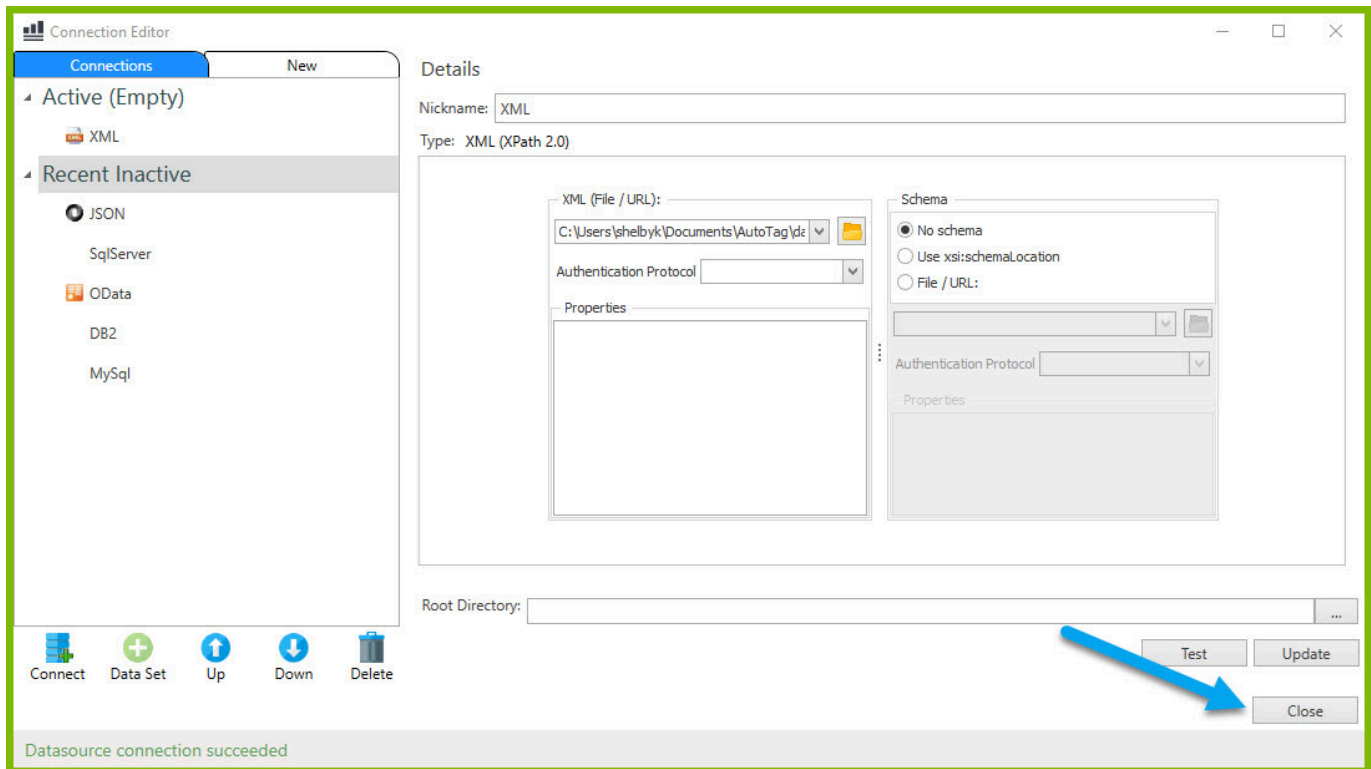 Connection Editor
Connections
New
Active (Empty)
XML
Recent Inactive
JSON
SqlServer
OData
DB2
MySql
Connect
Data Set
Up
Down
Delete
Details
Nickname: XML
Type: XML (XPath 2.0)
XML (File / URL):
C:\Users\shelbyk\Documents\AutoTag\da
Authentication Protocol
Properties
Schema
No schema
Use xsi:schemaLocation
File / URL:
Authentication Protocol
Properties
Root Directory:
...
Test
Update
Close
Datasource connection succeeded